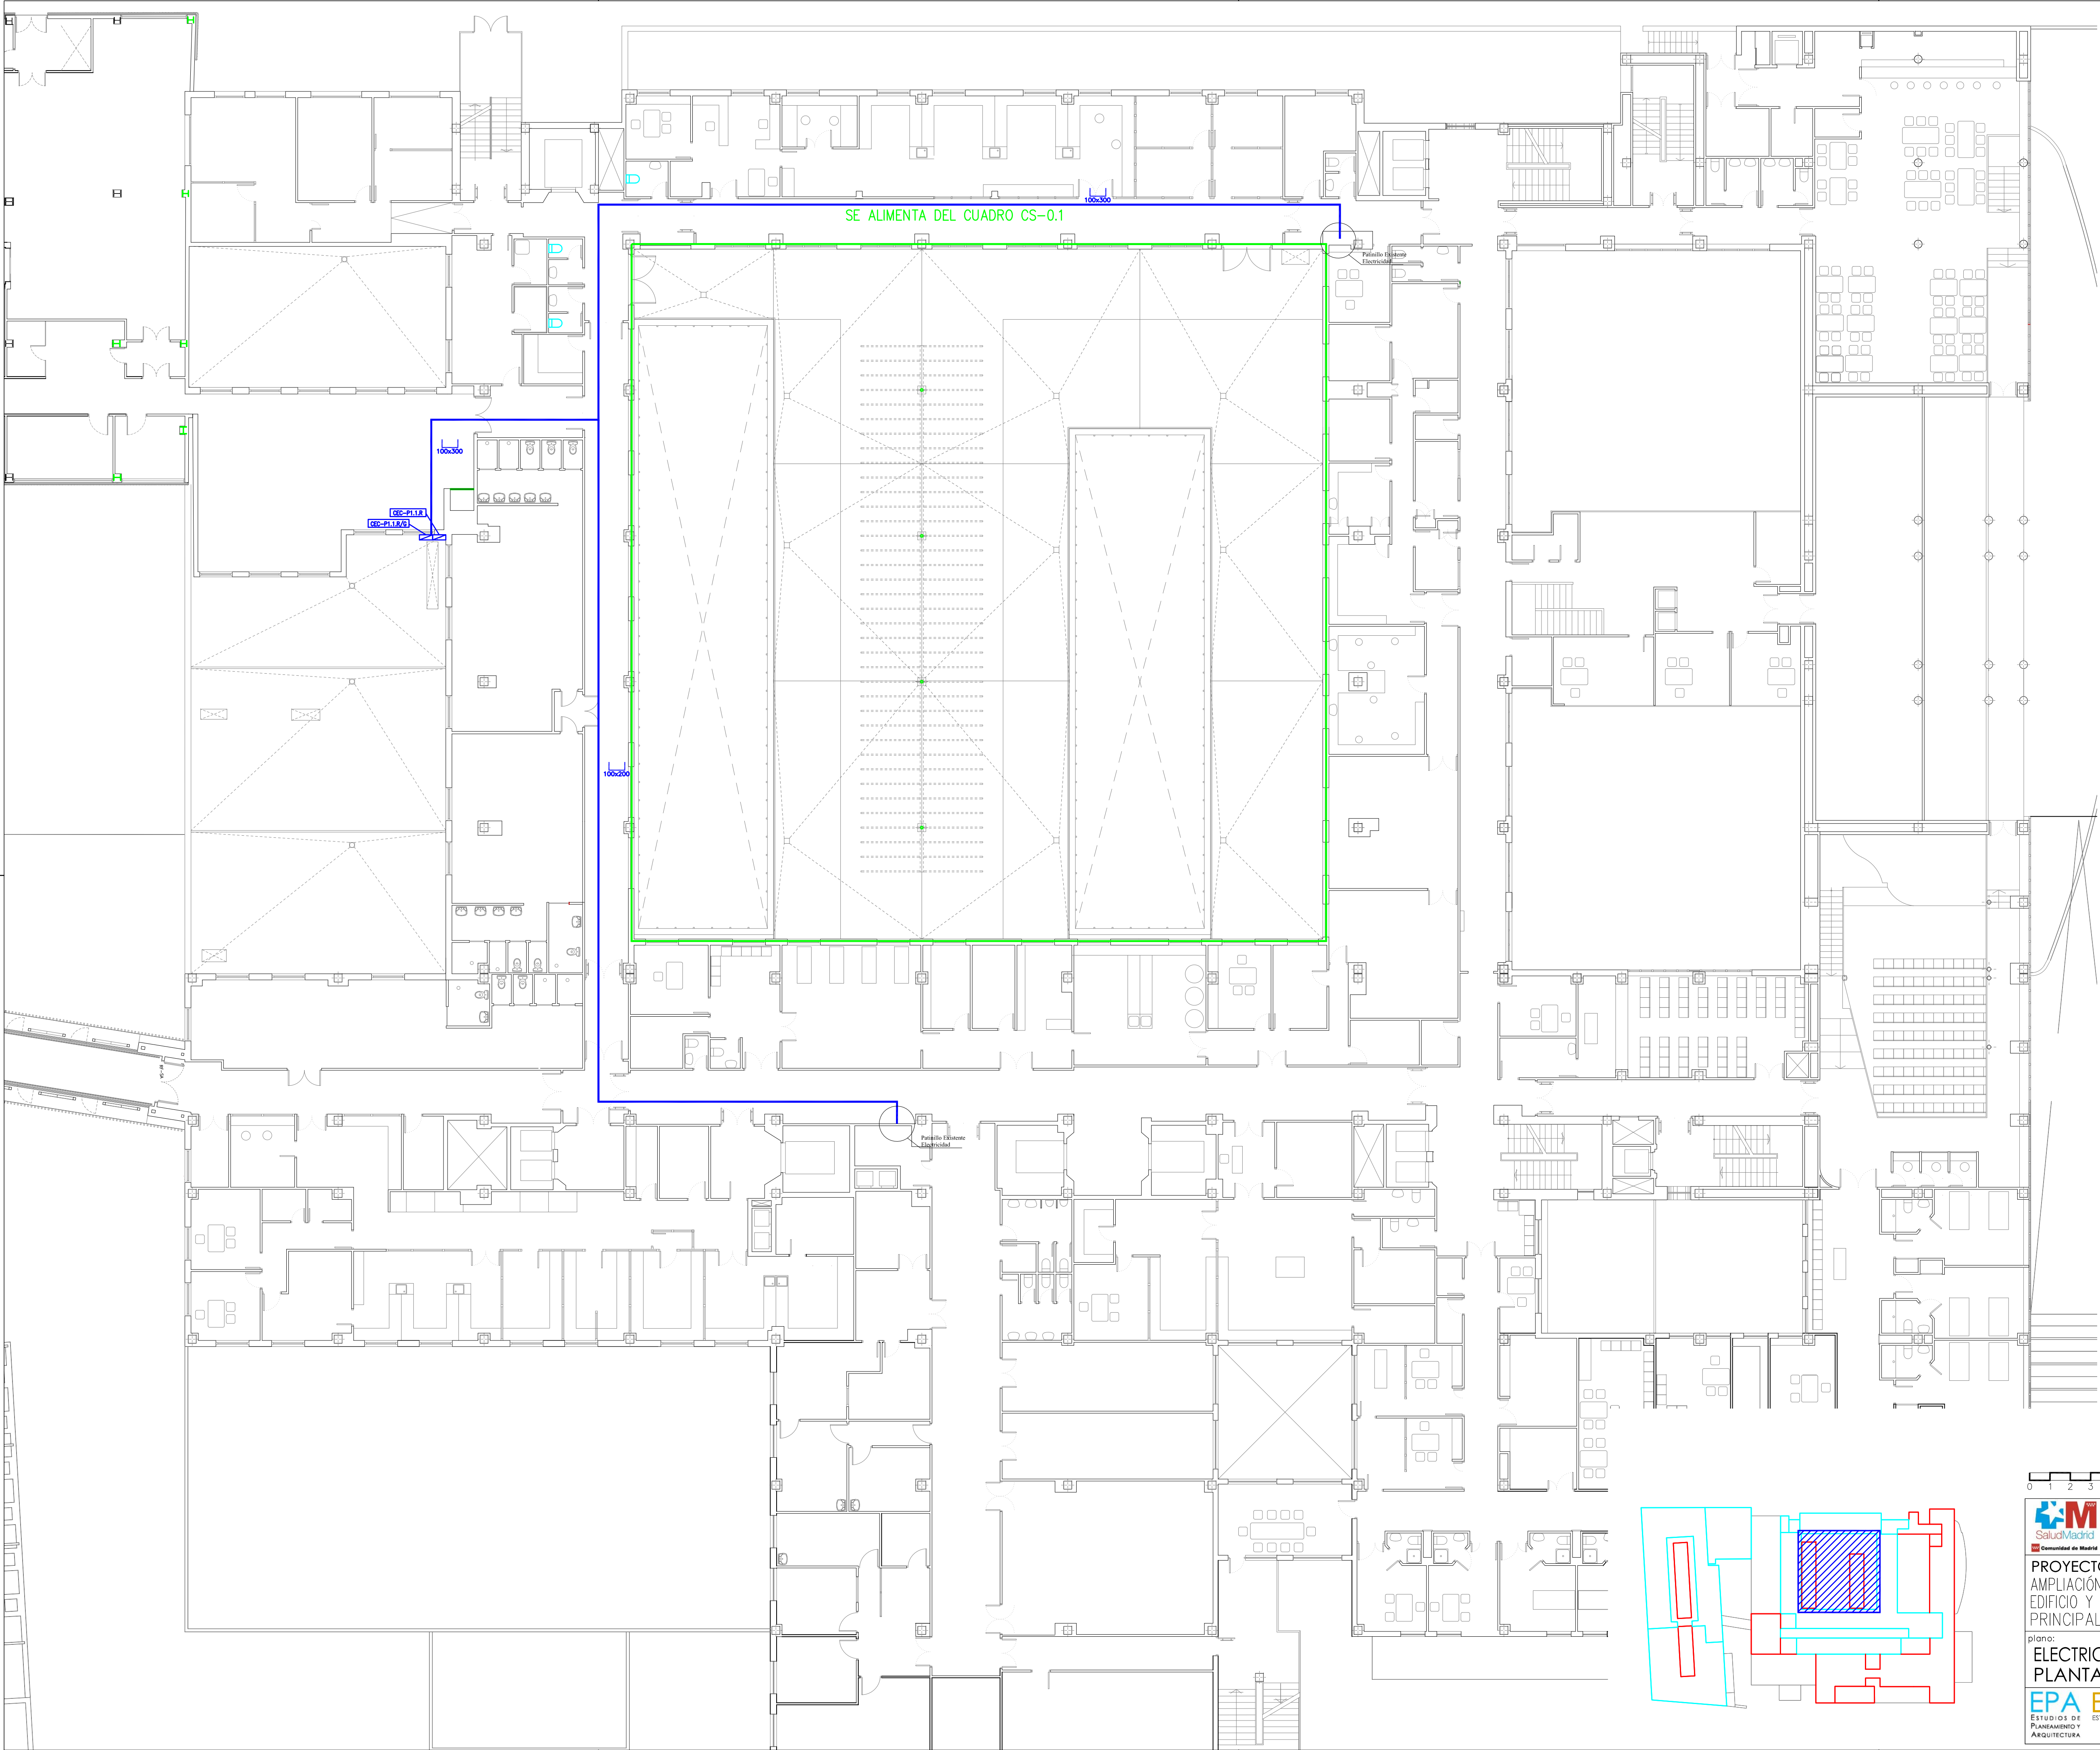 100x300
SE ALIMENTA DEL CUADRO CS-0.1
Patinillo Existente
Electricidad
100x300
CEC-P1.1.R
CEC-P1.1.R/G
100x200
Patinillo Existente
Electricidad
0 1 2 3
M
SaludMadrid
Comunidad de Madrid
PROYECTO
AMPLIACIÓN
EDIFICIO Y
PRINCIPAL
plano:
ELECTRIC
PLANTA
EPA E
ESTUDIOS DE EST
PLANEAMIENTO Y
ARQUITECTURA